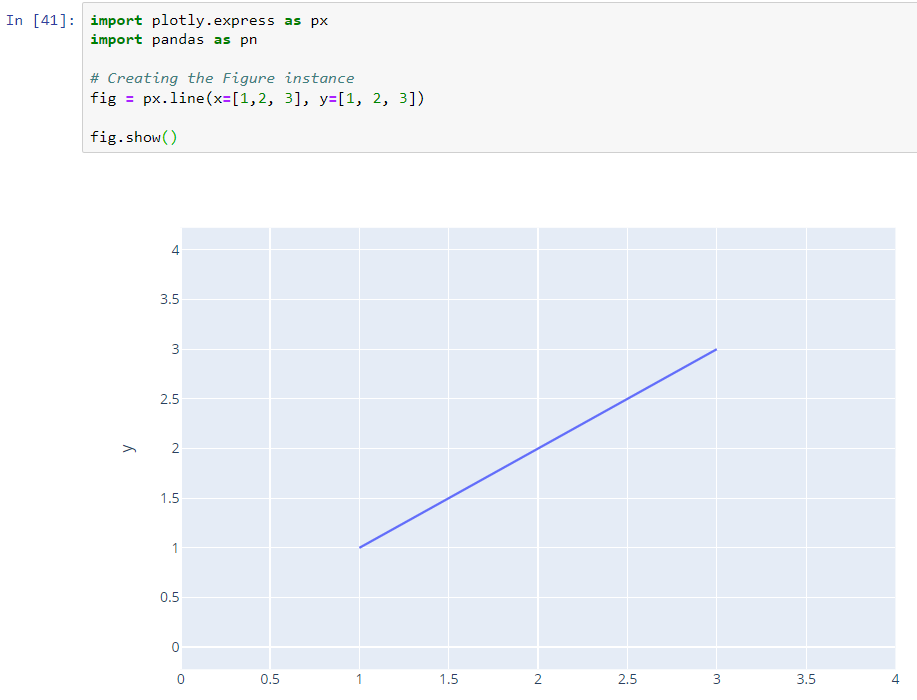 In [41]: import plotly.express as px
import pandas as pn
# Creating the Figure instance
fig = px.line(x=[1,2, 3], y=[1, 2, 3])
fig.show()
4
3.5
3
2.5
y
2
1.5
1
0.5
0
0 0.5 1 1.5 2 2.5 3 3.5 4